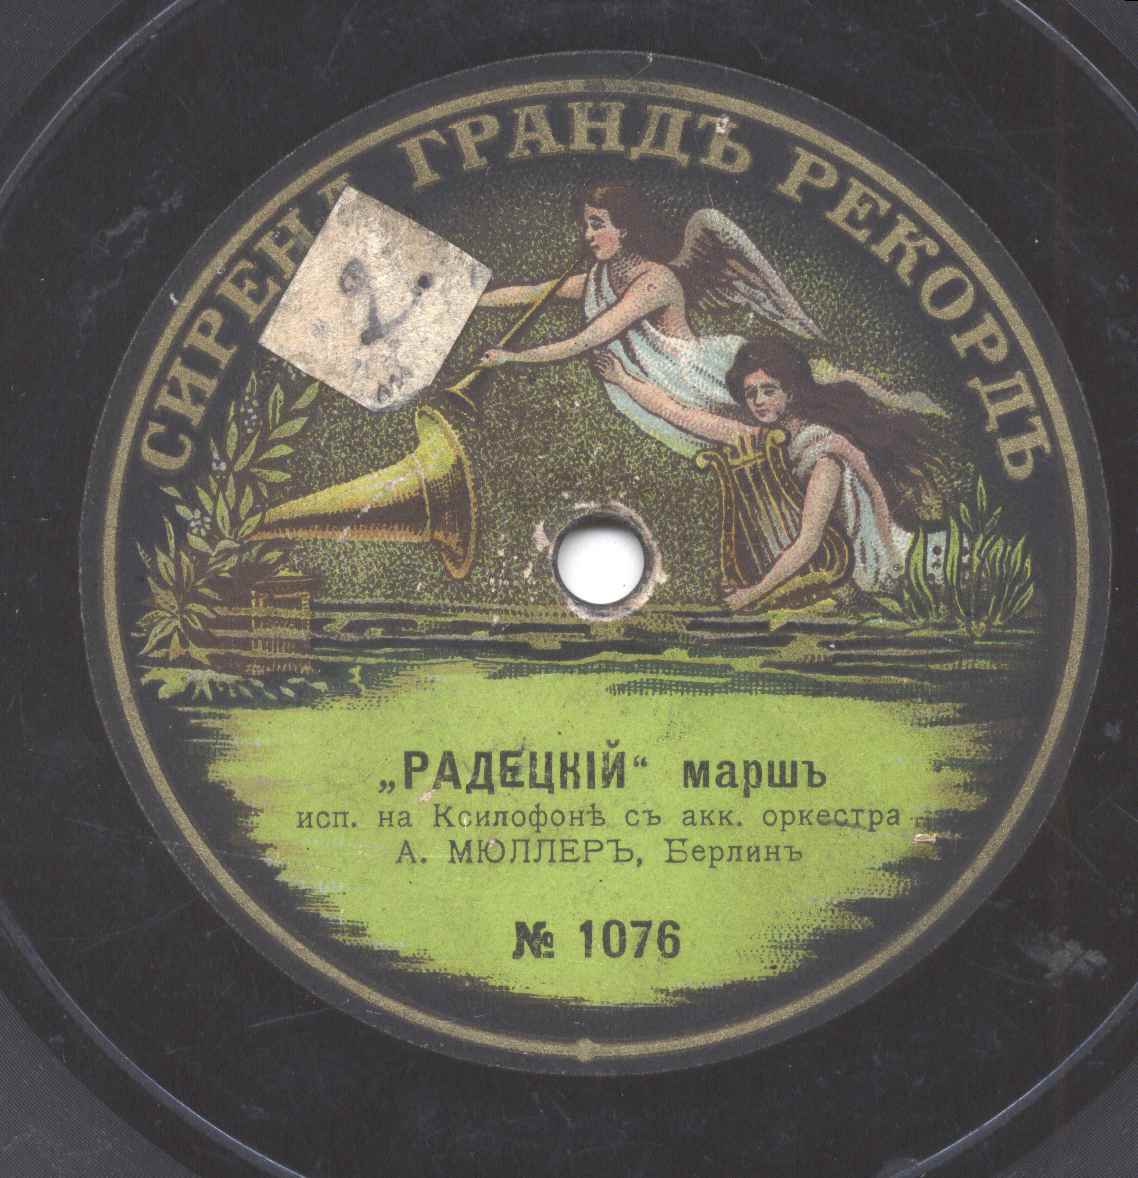 СИРЕНА ГРАНДЪ РЕКОРДЪ
„РАДЕЦКІЙ“ маршъ
исп. на Ксилофонѣ съ акк. оркестра
А. МЮЛЛЕРЪ, Берлинъ
№ 1076